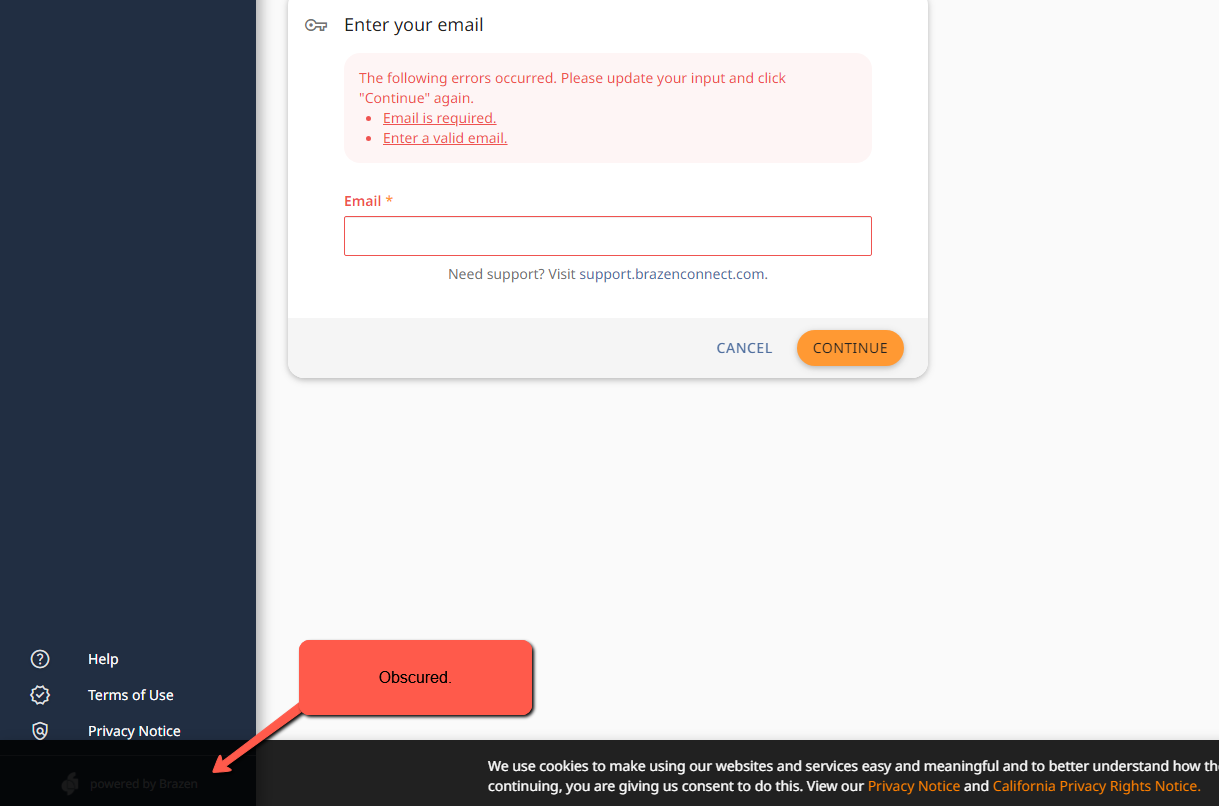 Enter your email
The following errors occurred. Please update your input and click
"Continue" again.
Email is required.
Enter a valid email.
Email *
Need support? Visit support.brazenconnect.com.
CANCEL
CONTINUE
Help
Terms of Use
Privacy Notice
Obscured.
powered by Brazen
We use cookies to make using our websites and services easy and meaningful and to better understand how
continuing, you are giving us consent to do this. View our Privacy Notice and California Privacy Rights Notice.